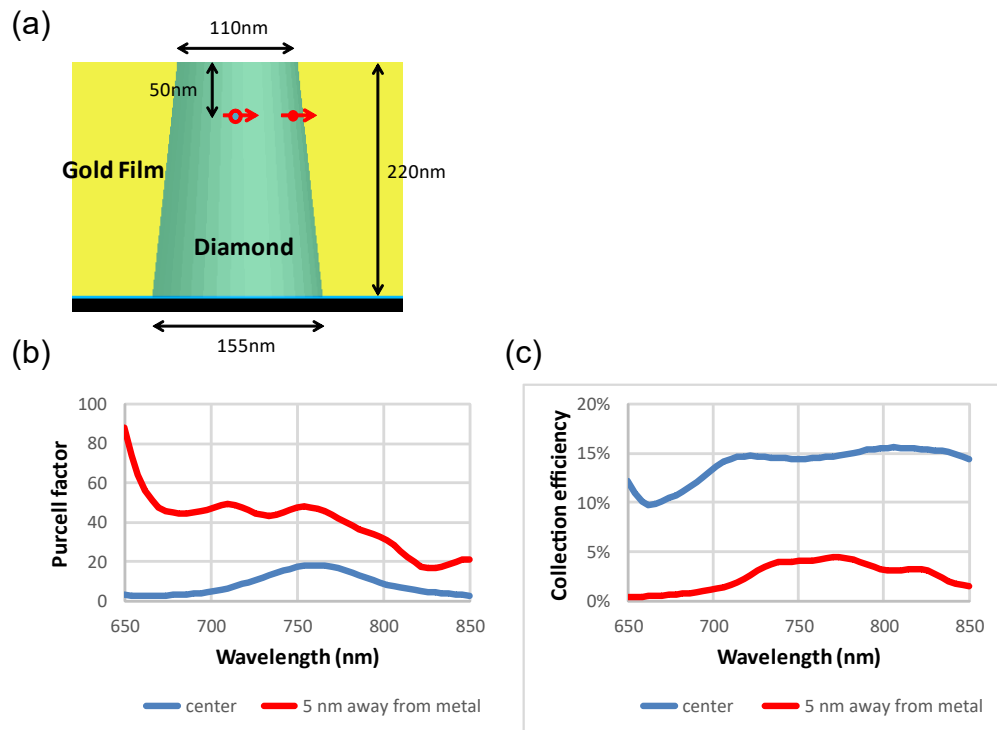 (a)
110nm
50nm
Gold Film
220nm
Diamond
155nm
(b)
100
80
60
40
20
0
Purcell factor
650 700 750 800 850
Wavelength (nm)
center 5 nm away from metal
(c)
20%
15%
10%
5%
0%
Collection efficiency
650 700 750 800 850
Wavelength (nm)
center 5 nm away from metal